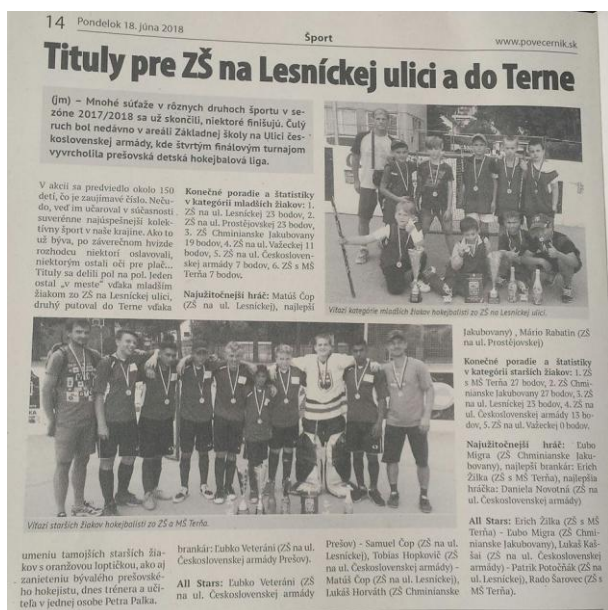 14
Pondelok 18. júna 2018
Šport
www.povecernik.sk
Tituly pre ZŠ na Lesníckej ulici a do Terne
(jm) – Mnohé súťaže v rôznych druhoch športu v se-
zóne 2017/2018 sa už skončili, niektoré finišujú. Čulý
ruch bol nedávno v areáli Základnej školy na Ulici čes-
koslovenskej armády, kde štvrtým finálovým turnajom
vyvrcholila prešovská detská hokejbalová liga.
V akcii sa predviedlo okolo 150
detí, čo je zaujímavé číslo. Neču-
do, veď im učaroval v súčasnosti
suverénne najúspešnejší kolek-
tívny šport v naše krajine. Ako to
už býva, po záverečnom hvizde
rozhodcu niektorí oslavovali,
niektorým ostali oči pre plač...
Tituly sa delili pol na pol. Jeden
ostal „v meste“ vďaka mladším
žiakom zo ZŠ na Lesníckej ulici,
druhý putoval do Terne vďaka
Konečné poradie a štatistiky
v kategórii mladších žiakov: 1.
ZŠ na ul. Lesníckej 23 bodov, 2.
ZŠ na ul. Prostějovskej 23 bodov,
3. ZŠ Chminianske Jakubovany
19 bodov, 4. ZŠ na ul. Važeckej 11
bodov, 5. ZŠ na ul. Českosloven-
skej armády 7 bodov, 6. ZŠ s MŠ
Terňa 7 bodov.
Najužitočnejší hráč: Matúš Čop
(ZŠ na ul. Lesníckej), najlepší
Víťazi kategórie mladších žiakov hokejbalisti zo ZŠ na Lesníckej ulici.
Víťazi starších žiakov hokejbalisti zo ZŠ a MŠ Terňa.
umeniu tamojších starších žia-
kov s oranžovou loptičkou, ako aj
zanieteniu bývalého prešovské-
ho hokejistu, dnes trénera a uči-
teľa v jednej osobe Petra Paľka.
brankár: Ľubko Veteráni (ZŠ na ul.
Československej armády Prešov).
All Stars: Ľubko Veteráni (ZŠ
na ul. Československej armády
Prešov) - Samuel Čop (ZŠ na ul.
Lesníckej), Tobias Hopkovič (ZŠ
na ul. Československej armády) -
Matúš Čop (ZŠ na ul. Lesníckej),
Lukáš Horváth (ZŠ Chminianske
Jakubovany) , Mário Rabatin (ZŠ
na ul. Prostějovskej)
Konečné poradie a štatistiky
v kategórii starších žiakov: 1. ZŠ
s MŠ Terňa 27 bodov, 2. ZŠ Chmi-
nianske Jakubovany 27 bodov, 3. ZŠ
na ul. Lesníckej 23 bodov, 4. ZŠ na
ul. Československej armády 13 bo-
dov, 5. ZŠ na ul. Važeckej 0 bodov.
Najužitočnejší hráč: Ľubo
Migra (ZŠ Chminianske Jaku-
bovany), najlepší brankár: Erich
Žilka (ZŠ s MŠ Terňa), najlepšia
hráčka: Daniela Novotná (ZŠ na
ul. Československej armády)
All Stars: Erich Žilka (ZŠ s MŠ
Terňa) - Ľubo Migra (ZŠ Chmi-
nianske Jakubovany), Lukáš Kaš-
šai (ZŠ na ul. Československej
armády) - Patrik Potočňák (ZŠ na
ul. Lesníckej), Rado Šarovec (ZŠ s
MŠ Terňa)